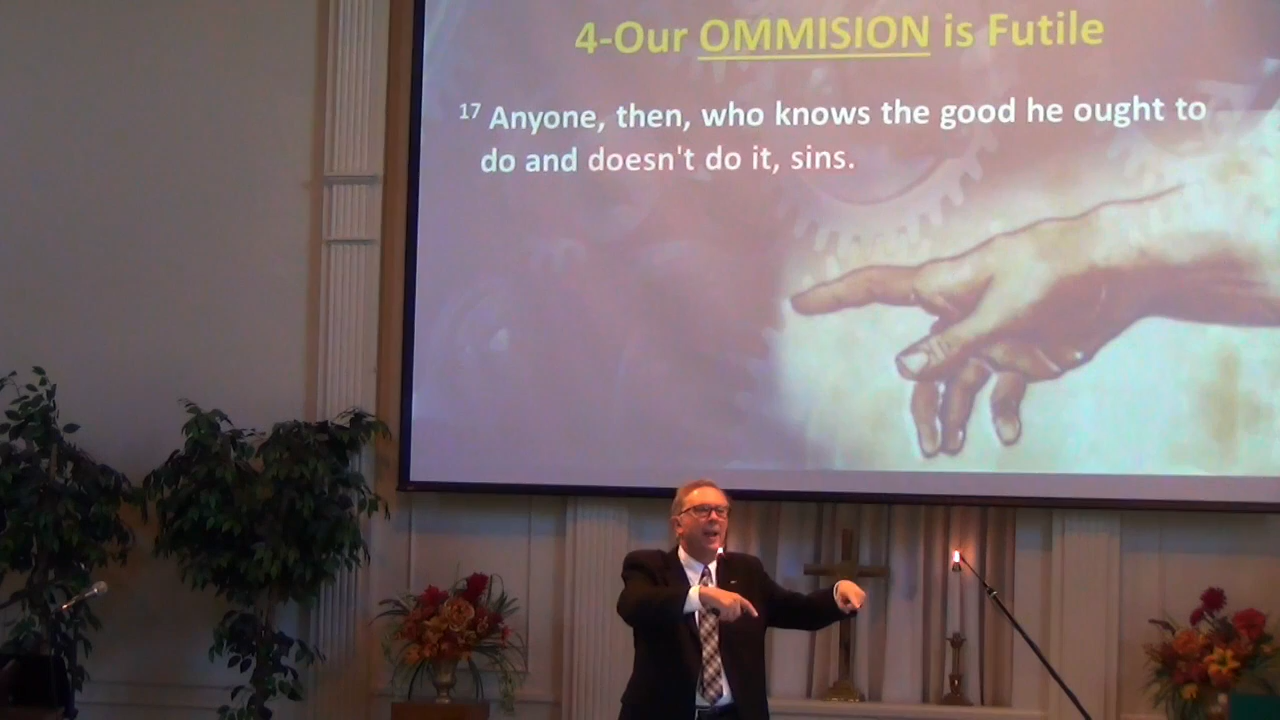 4-Our OMMISION is Futile
17 Anyone, then, who knows the good he ought to
do and doesn't do it, sins.